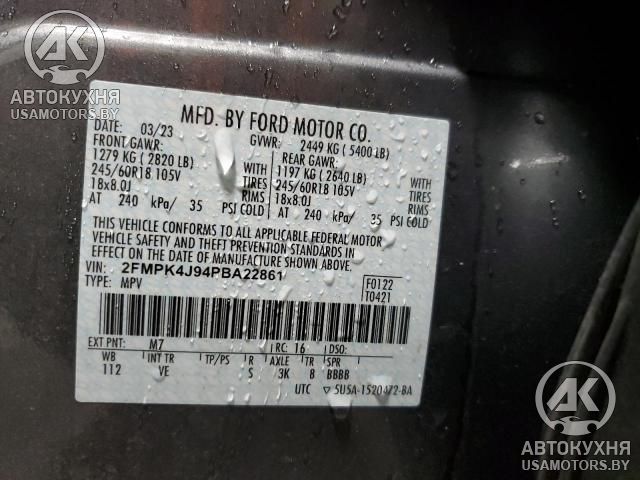 AK
АВТОКУХНЯ
USAMOTORS.BY
MFD. BY FORD MOTOR CO.
DATE: 03/23 GVWR: 2449 KG ( 5400 LB)
FRONT GAWR: REAR GAWR:
1279 KG ( 2820 LB) WITH 1197 KG ( 2640 LB) WITH
245/60R18 105V TIRES 245/60R18 105V TIRES
18x8.0J RIMS 18x8.0J RIMS
AT 240 kPa/ 35 PSI COLD AT 240 kPa/ 35 PSI COLD
THIS VEHICLE CONFORMS TO ALL APPLICABLE FEDERAL MOTOR
VEHICLE SAFETY AND THEFT PREVENTION STANDARDS IN
EFFECT ON THE DATE OF MANUFACTURE SHOWN ABOVE.
VIN: 2FMPK4J94PBA22861
TYPE: MPV
F0122
T0421
EXT PNT: M7 RC: 16 DSO:
WB INT TR TP/PS R AXLE TR SPR
112 VE S 3K 8 BBBB
UTC ▽ 5U5A-1520472-BA
AK
АВТОКУХНЯ
USAMOTORS.BY